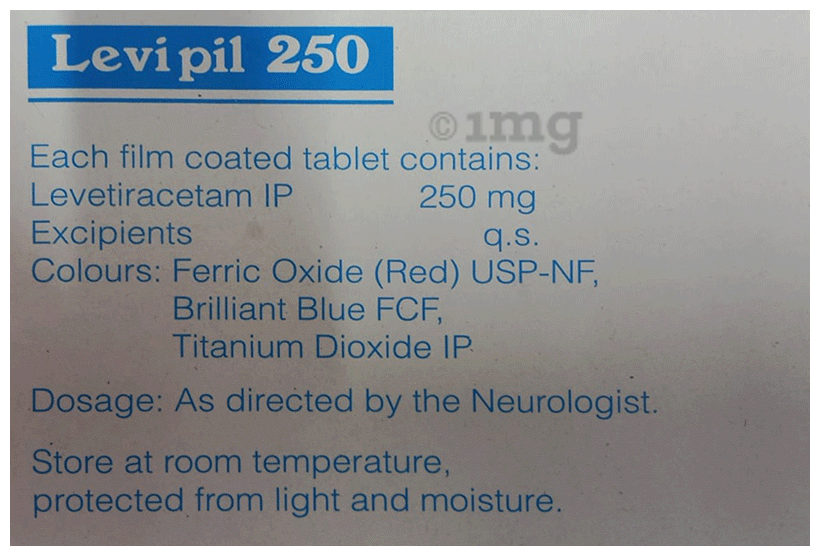 Levipil 250
©1mg
Each film coated tablet contains:
Levetiracetam IP 250 mg
Excipients q.s.
Colours: Ferric Oxide (Red) USP-NF,
Brilliant Blue FCF,
Titanium Dioxide IP
Dosage: As directed by the Neurologist.
Store at room temperature,
protected from light and moisture.